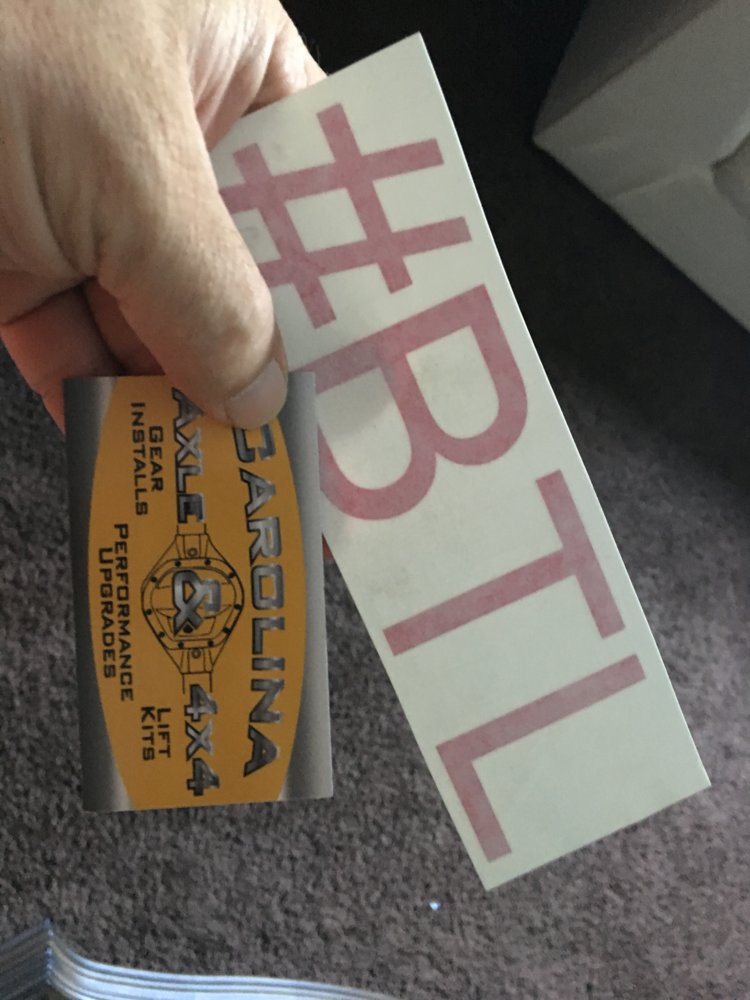 #BTL
CAROLINA
AXLE & 4x4
GEAR
INSTALLS
PERFORMANCE
UPGRADES
LIFT
KITS